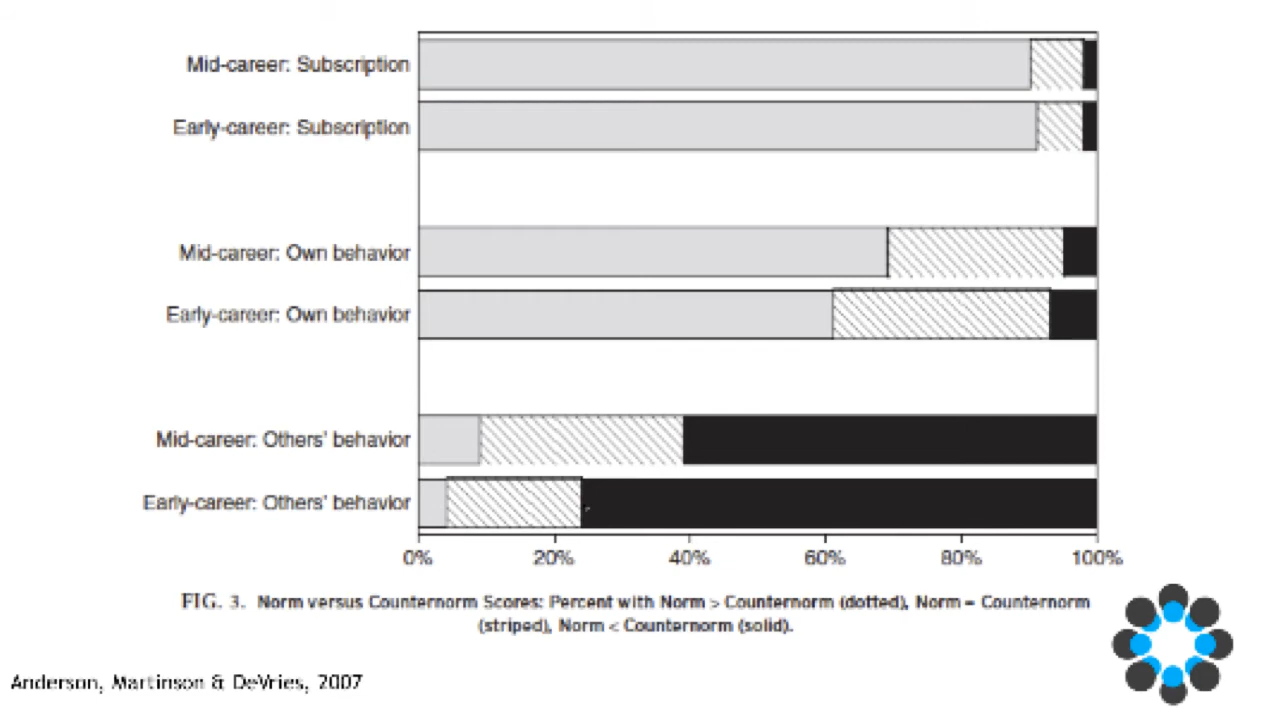 Mid-career: Subscription
Early-career: Subscription
Mid-career: Own behavior
Early-career: Own behavior
Mid-career: Others' behavior
Early-career: Others' behavior
0% 20% 40% 60% 80% 100%
FIG. 3. Norm versus Counternorm Scores: Percent with Norm > Counternorm (dotted), Norm = Counternorm
(striped), Norm < Counternorm (solid).
Anderson, Martinson & DeVries, 2007